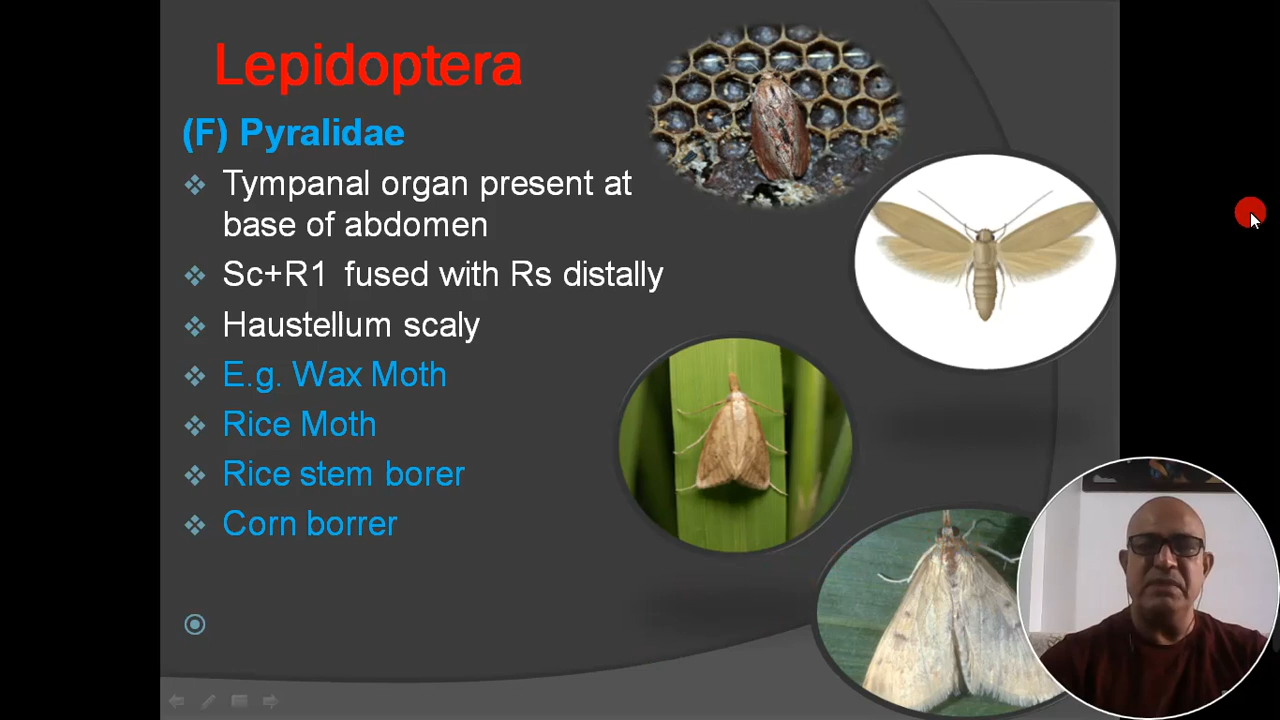 Lepidoptera
(F) Pyralidae
Tympanal organ present at
base of abdomen
Sc+R1 fused with Rs distally
Haustellum scaly
E.g. Wax Moth
Rice Moth
Rice stem borer
Corn borrer